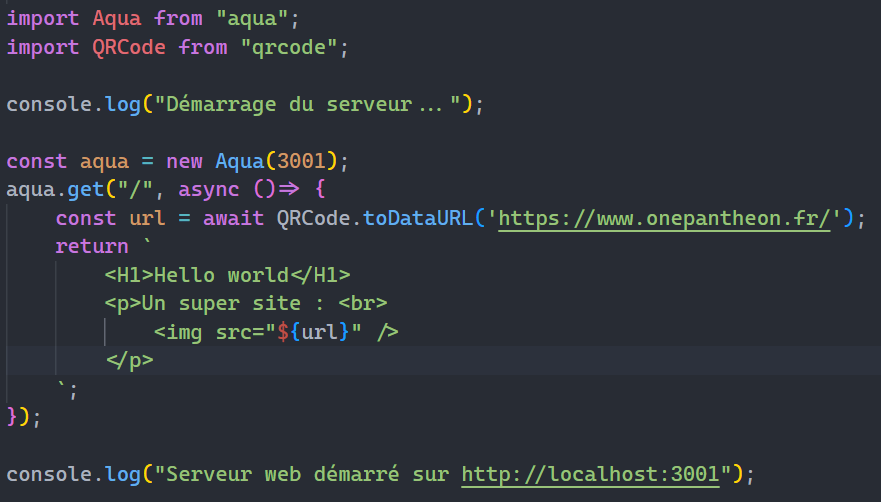 import Aqua from "aqua";
import QRCode from "qrcode";
console.log("Démarrage du serveur...");
const aqua = new Aqua(3001);
aqua.get("/", async ()=> {
const url = await QRCode.toDataURL('https://www.onepantheon.fr/');
return `
<H1>Hello world</H1>
<p>Un super site : <br>
<img src="${url}" />
</p>
`;
});
console.log("Serveur web démarré sur http://localhost:3001");